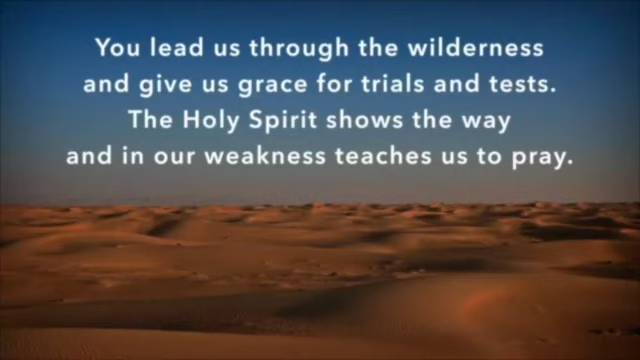 You lead us through the wilderness
and give us grace for trials and tests.
The Holy Spirit shows the way
and in our weakness teaches us to pray.